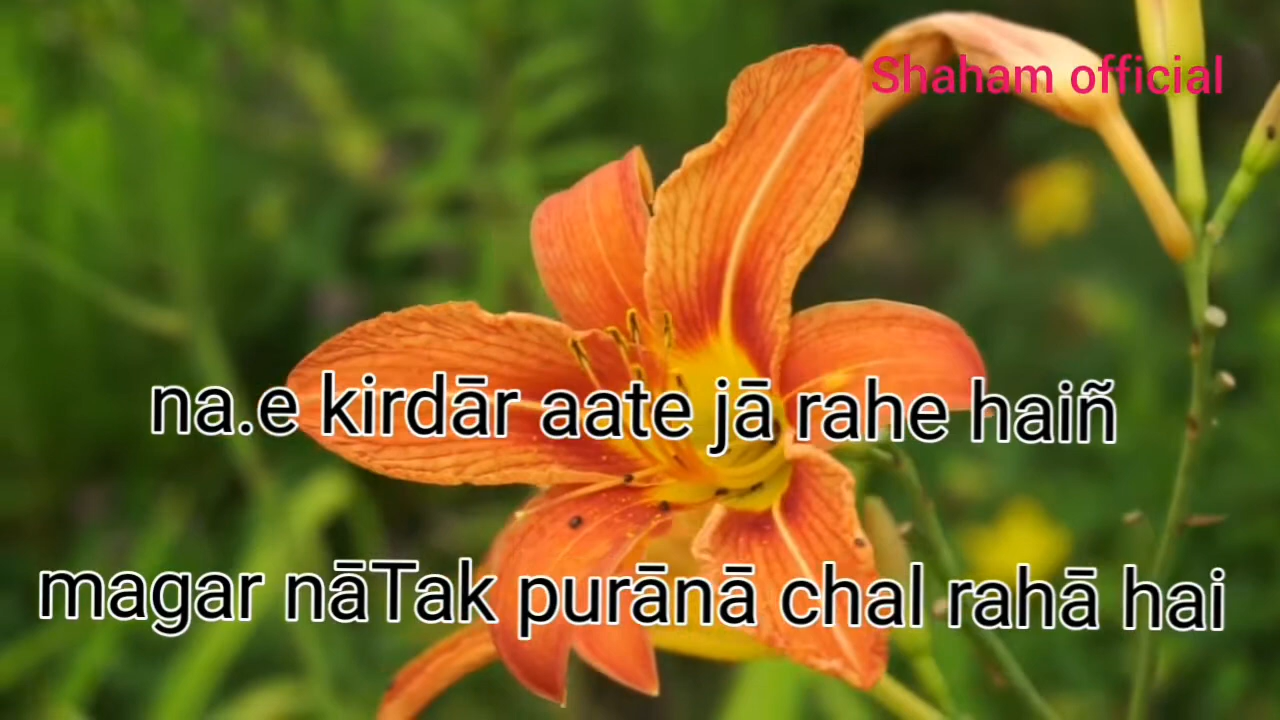 Shaham official
na.e kirdār aate jā rahe haiñ
magar nāTak purānā chal rahā hai